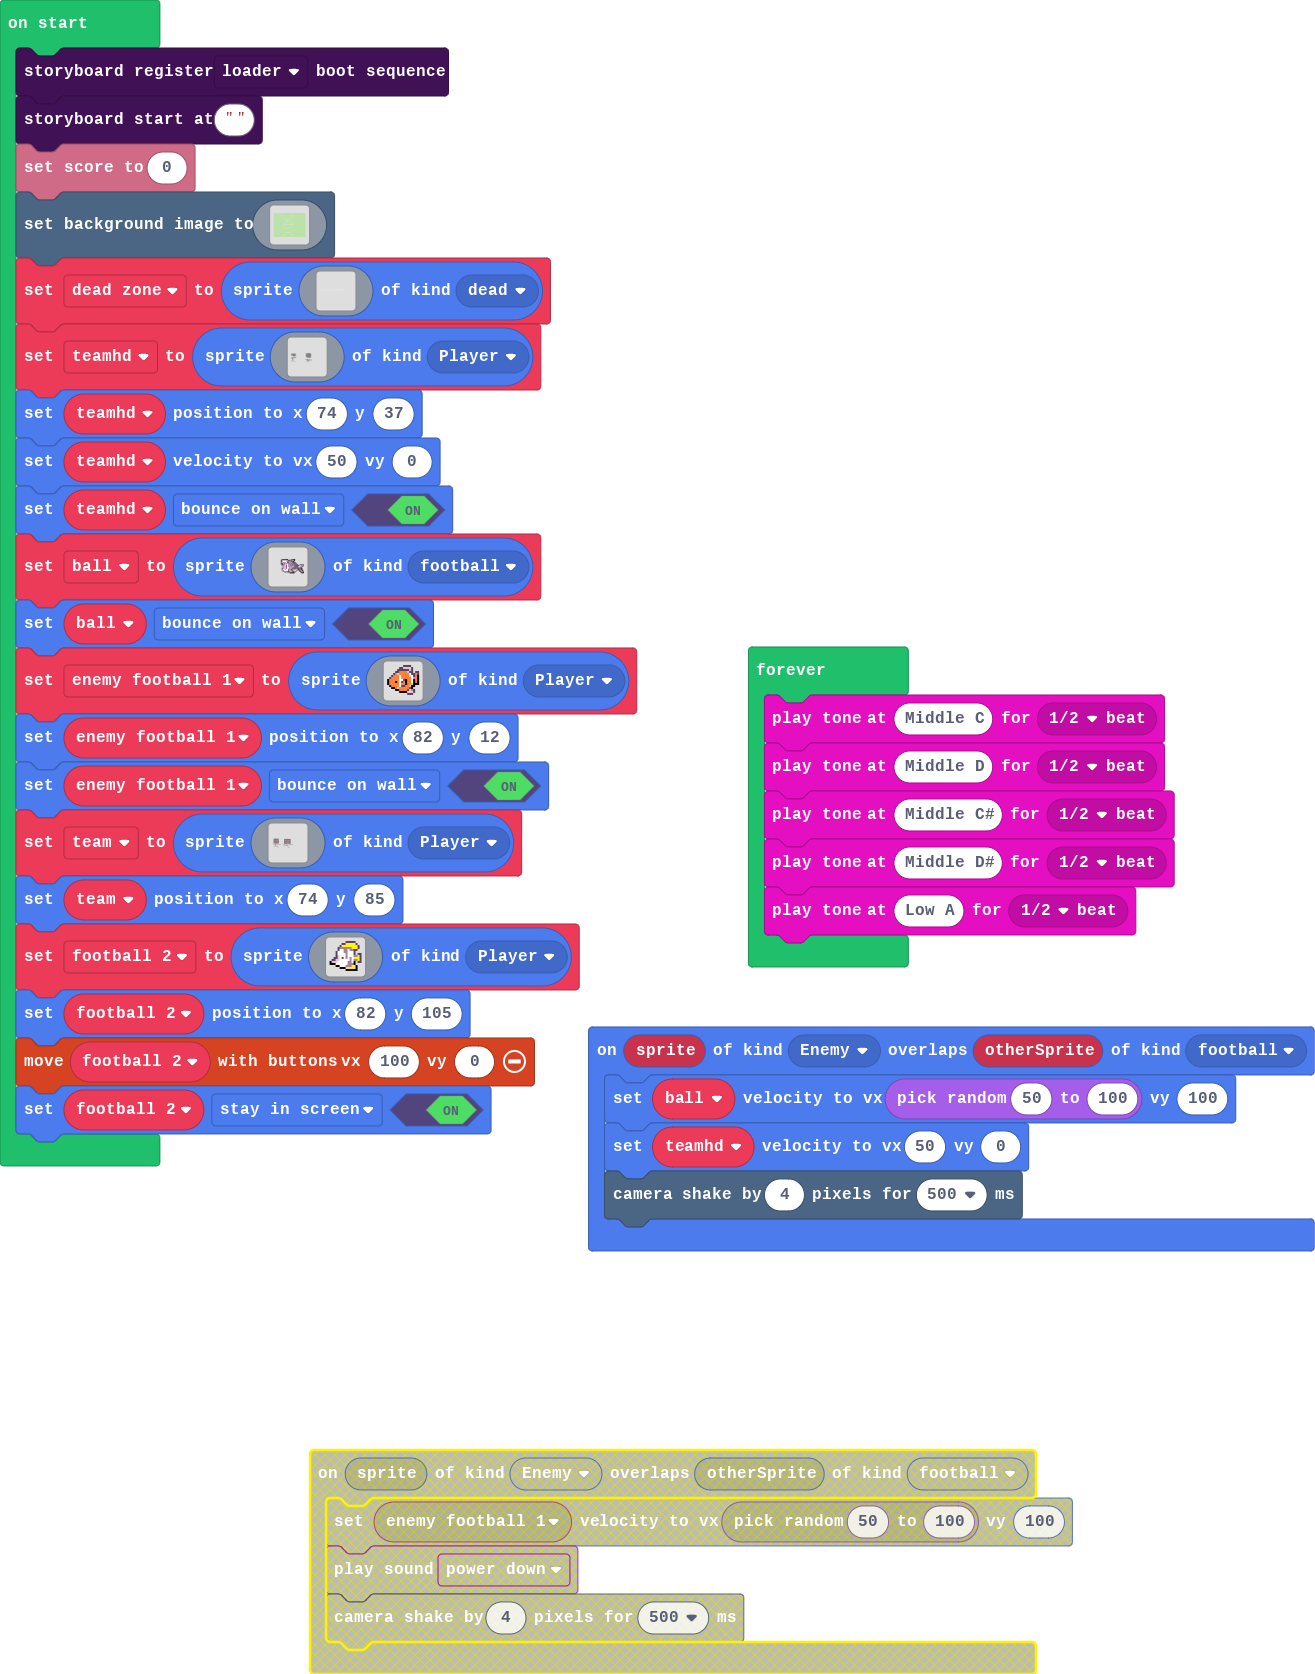 on start
storyboard register loader boot sequence
storyboard start at " "
set score to 0
set background image to
set dead zone to sprite of kind dead
set teamhd to sprite of kind Player
set teamhd position to x 74 y 37
set teamhd velocity to vx 50 vy 0
set teamhd bounce on wall ON
set ball to sprite of kind football
set ball bounce on wall ON
set enemy football 1 to sprite of kind Player
set enemy football 1 position to x 82 y 12
set enemy football 1 bounce on wall ON
set team to sprite of kind Player
set team position to x 74 y 85
set football 2 to sprite of kind Player
set football 2 position to x 82 y 105
move football 2 with buttons vx 100 vy 0
set football 2 stay in screen ON
forever
play tone at Middle C for 1/2 beat
play tone at Middle D for 1/2 beat
play tone at Middle C# for 1/2 beat
play tone at Middle D# for 1/2 beat
play tone at Low A for 1/2 beat
on sprite of kind Enemy overlaps otherSprite of kind football
set ball velocity to vx pick random 50 to 100 vy 100
set teamhd velocity to vx 50 vy 0
camera shake by 4 pixels for 500 ms
on sprite of kind Enemy overlaps otherSprite of kind football
set enemy football 1 velocity to vx pick random 50 to 100 vy 100
play sound power down
camera shake by 4 pixels for 500 ms